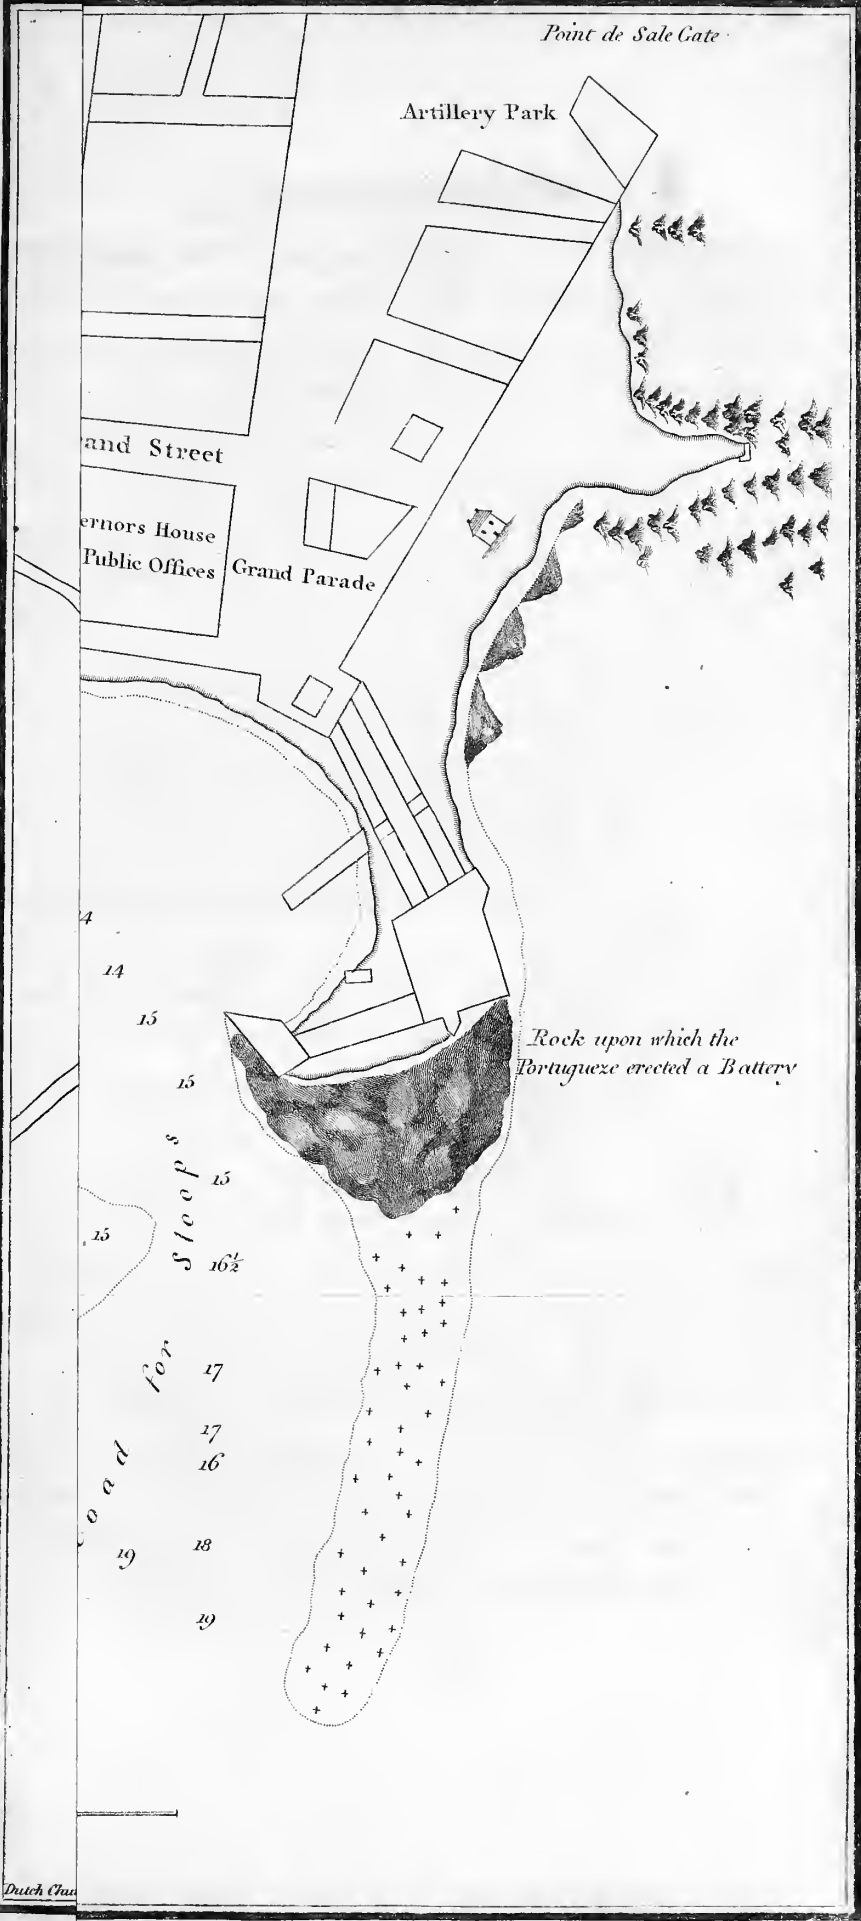 Point de Sale Gate
Artillery Park
and Street
ernors House
Public Offices
Grand Parade
4
14
15
Rock upon which the
Portugueze erected a Battery
15
15
15
16½
17
17
16
18
19
19
oad for Sloops
Dutch